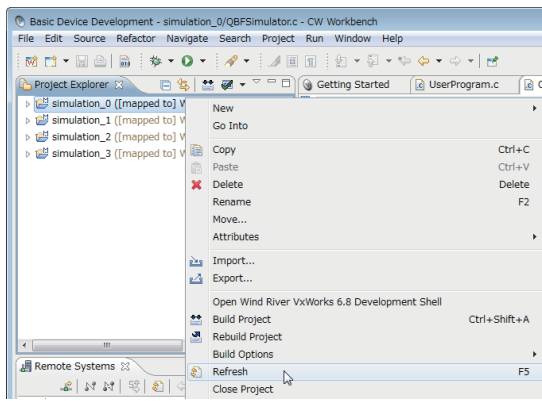 Basic Device Development - simulation_0/QBFSimulator.c - CW Workbench
File Edit Source Refactor Navigate Search Project Run Window Help
Project Explorer
Getting Started
UserProgram.c
simulation_0 ([mapped to] W
simulation_1 ([mapped to] W
simulation_2 ([mapped to] W
simulation_3 ([mapped to] W
New
Go Into
Copy Ctrl+C
Paste Ctrl+V
Delete Delete
Rename F2
Move...
Attributes
Import...
Export...
Open Wind River VxWorks 6.8 Development Shell
Build Project Ctrl+Shift+A
Rebuild Project
Build Options
Refresh F5
Close Project
Remote Systems